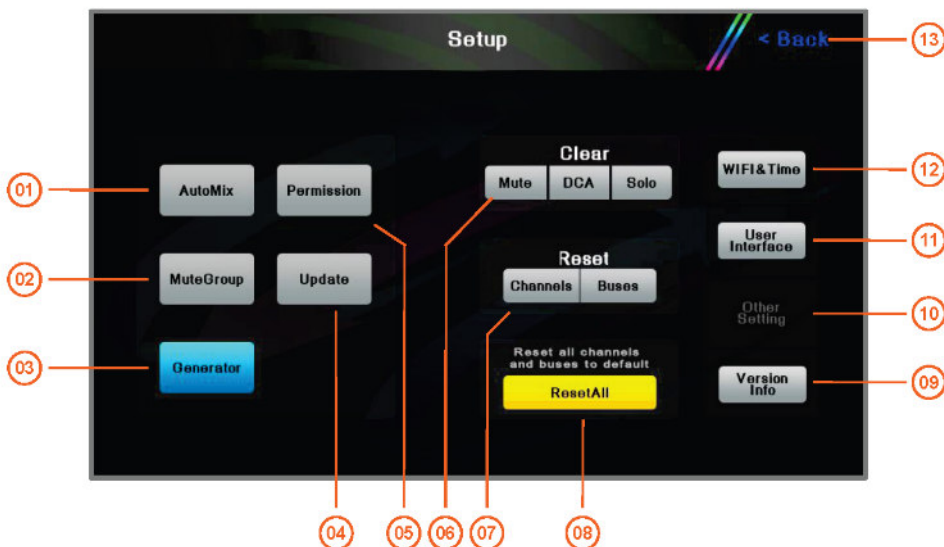 Setup
< Back
13
01
AutoMix
Permission
Clear
Mute
DCA
Solo
WIFI&Time
12
02
MuteGroup
Update
Reset
Channels
Buses
User
Interface
11
Other
Setting
10
03
Generator
Reset all channels
and buses to default
ResetAll
Version
Info
09
04
05
06
07
08